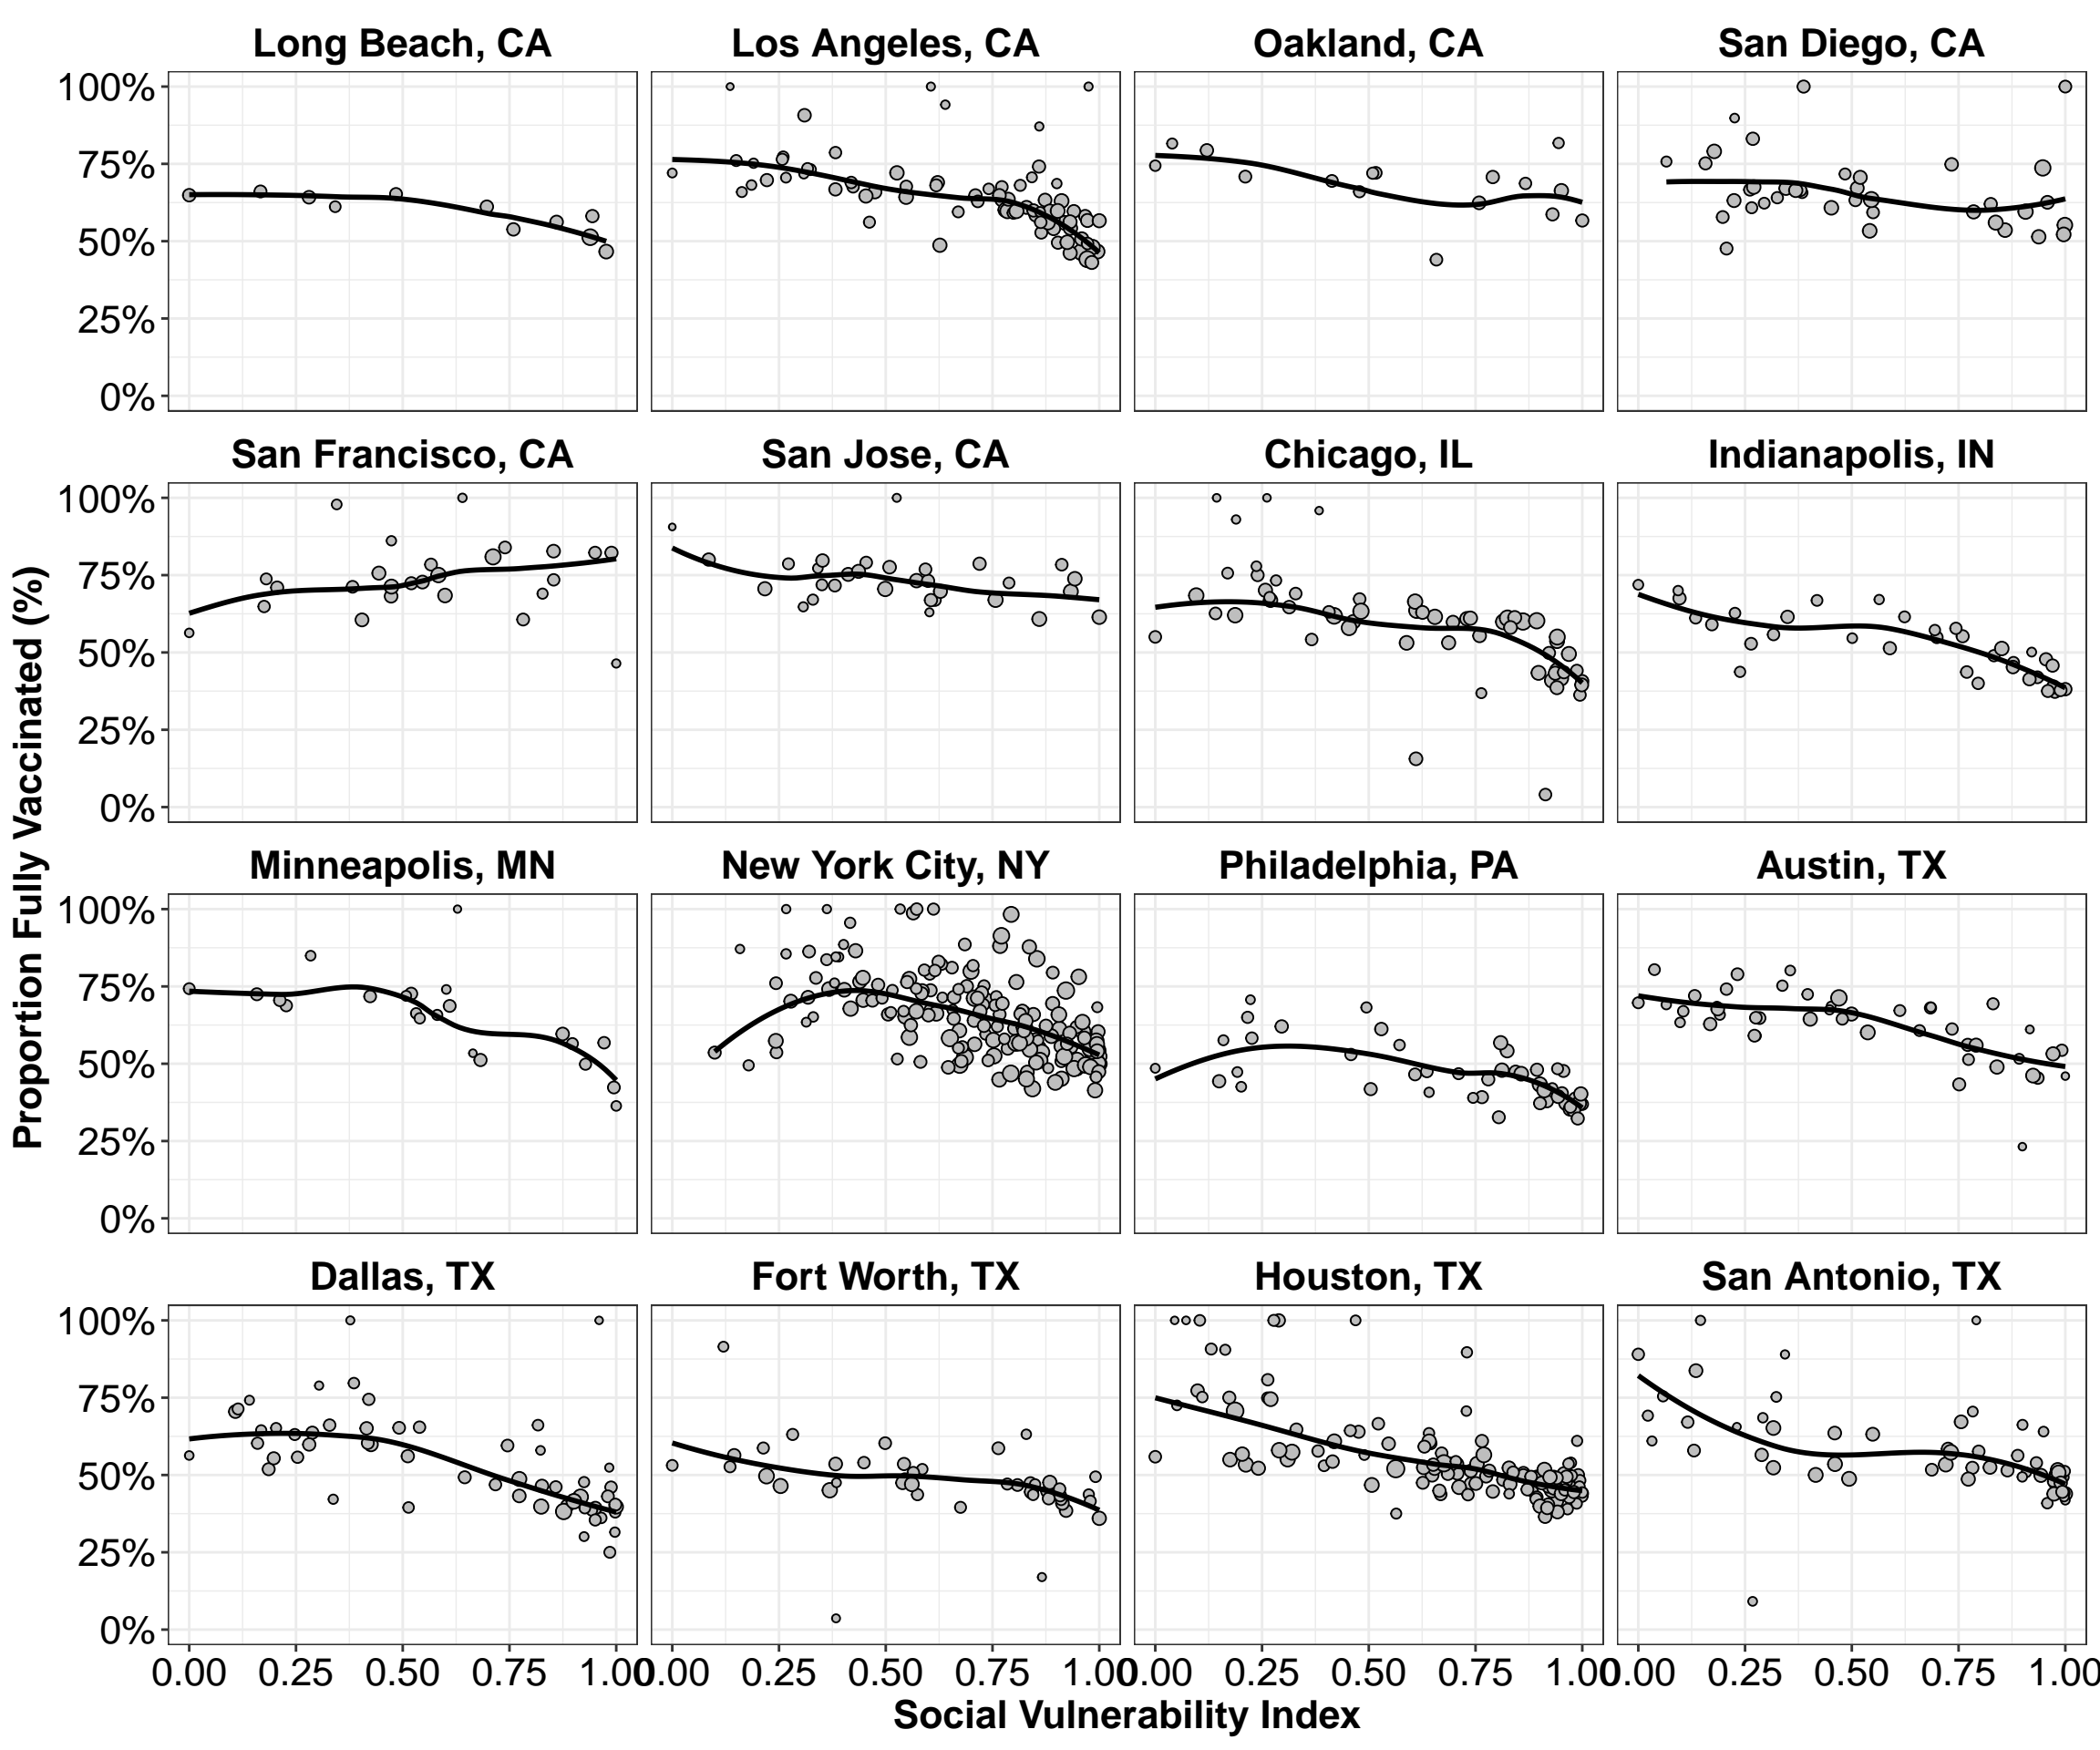 Long Beach, CA
Los Angeles, CA
Oakland, CA
San Diego, CA
100%
75%
50%
25%
0%
San Francisco, CA
San Jose, CA
Chicago, IL
Indianapolis, IN
100%
75%
50%
25%
0%
Proportion Fully Vaccinated (%)
Minneapolis, MN
New York City, NY
Philadelphia, PA
Austin, TX
100%
75%
50%
25%
0%
Dallas, TX
Fort Worth, TX
Houston, TX
San Antonio, TX
100%
75%
50%
25%
0%
0.00 0.25 0.50 0.75 1.00
0.00 0.25 0.50 0.75 1.00
0.00 0.25 0.50 0.75 1.00
0.00 0.25 0.50 0.75 1.00
Social Vulnerability Index